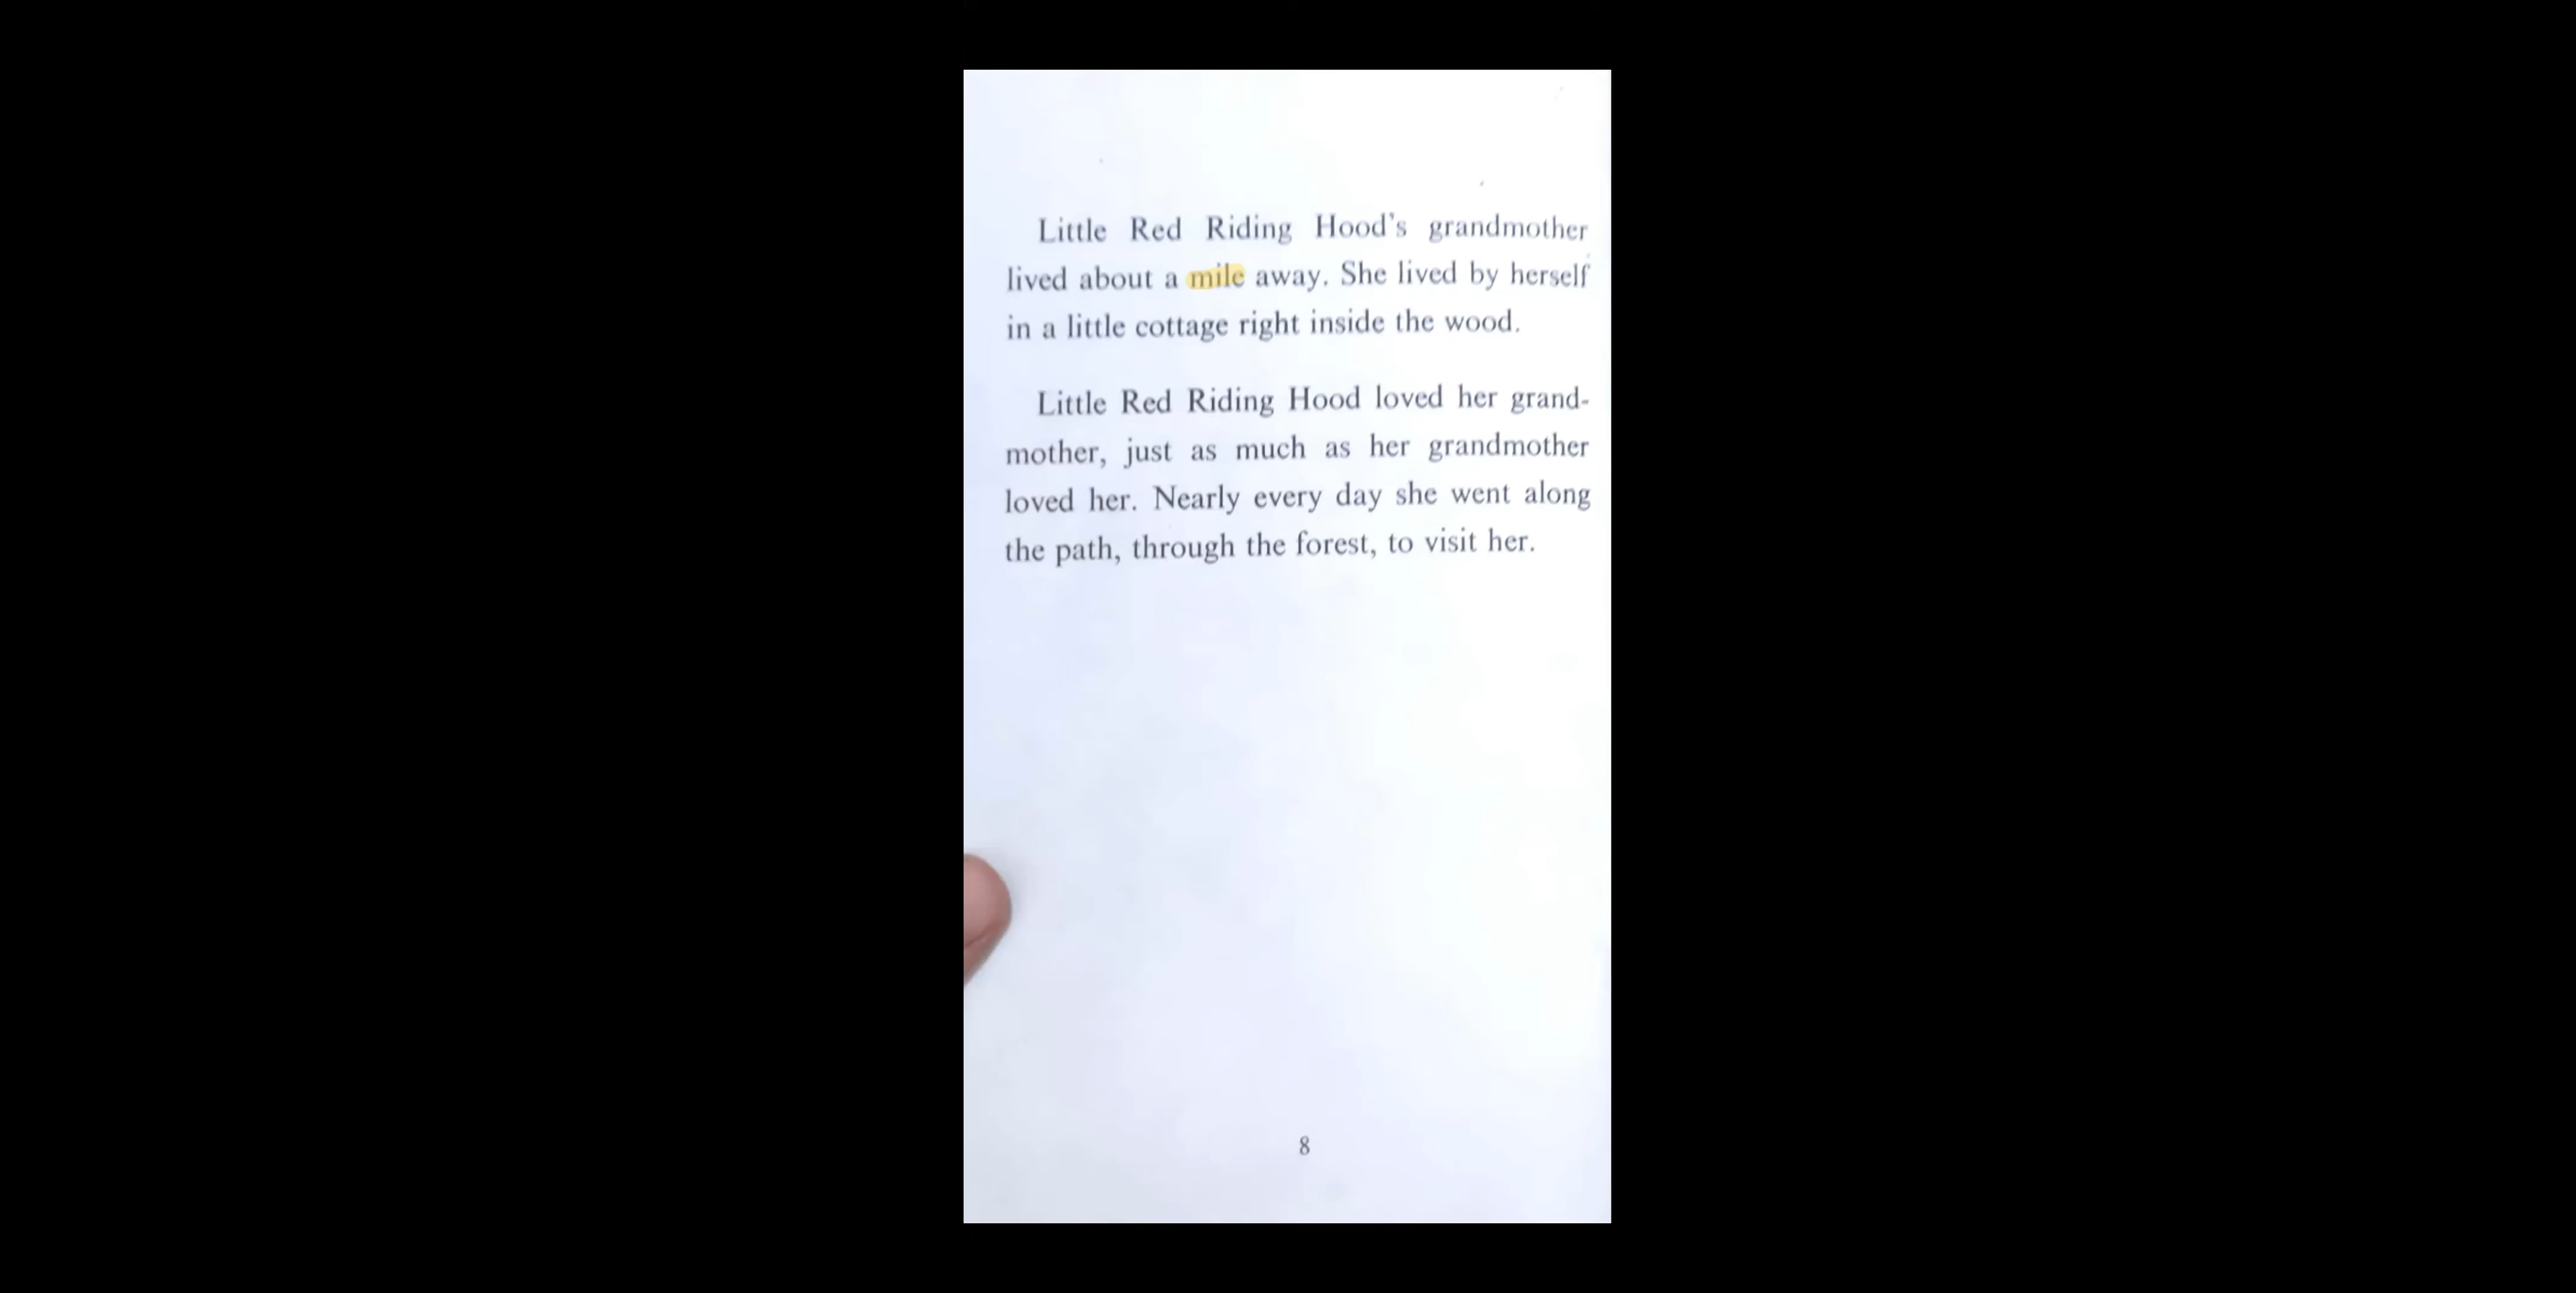 Little Red Riding Hood's grandmother
lived about a mile away. She lived by herself
in a little cottage right inside the wood.
Little Red Riding Hood loved her grand-
mother, just as much as her grandmother
loved her. Nearly every day she went along
the path, through the forest, to visit her.
8